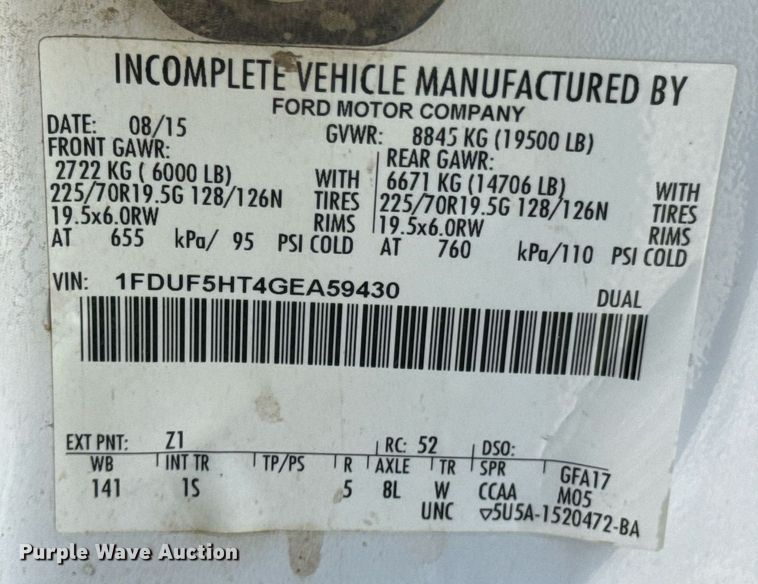 INCOMPLETE VEHICLE MANUFACTURED BY
FORD MOTOR COMPANY
DATE: 08/15 GVWR: 8845 KG (19500 LB)
FRONT GAWR: REAR GAWR:
2722 KG ( 6000 LB) WITH 6671 KG (14706 LB) WITH
225/70R19.5G 128/126N TIRES 225/70R19.5G 128/126N TIRES
19.5x6.0RW RIMS 19.5x6.0RW RIMS
AT 655 kPa/ 95 PSI COLD AT 760 kPa/110 PSI COLD
VIN: 1FDUF5HT4GEA59430 DUAL
EXT PNT: Z1 RC: 52 DSO:
WB INT TR TP/PS R AXLE TR SPR GFA17
141 1S 5 8L W CCAA M05
UNC ▽5U5A-1520472-BA
Purple Wave Auction